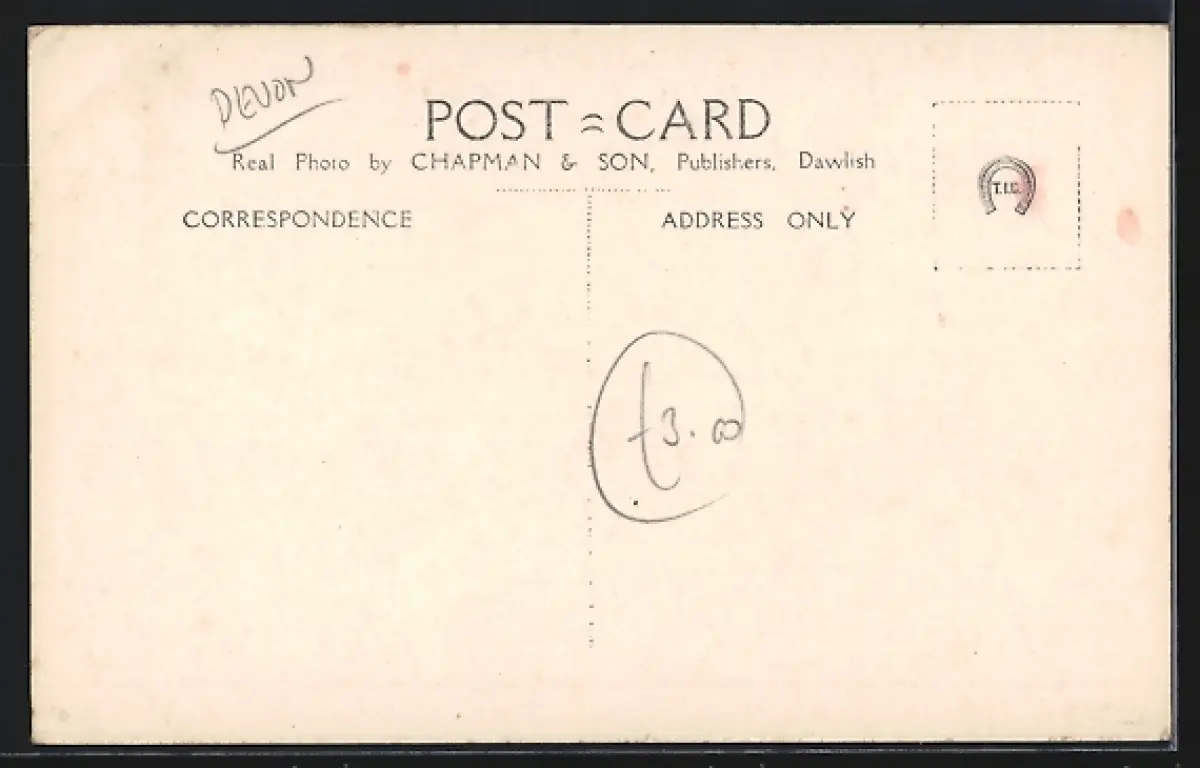 DEVON
POST = CARD
Real Photo by CHAPMAN & SON, Publishers, Dawlish
CORRESPONDENCE
ADDRESS ONLY
T.I.C.
£3.00